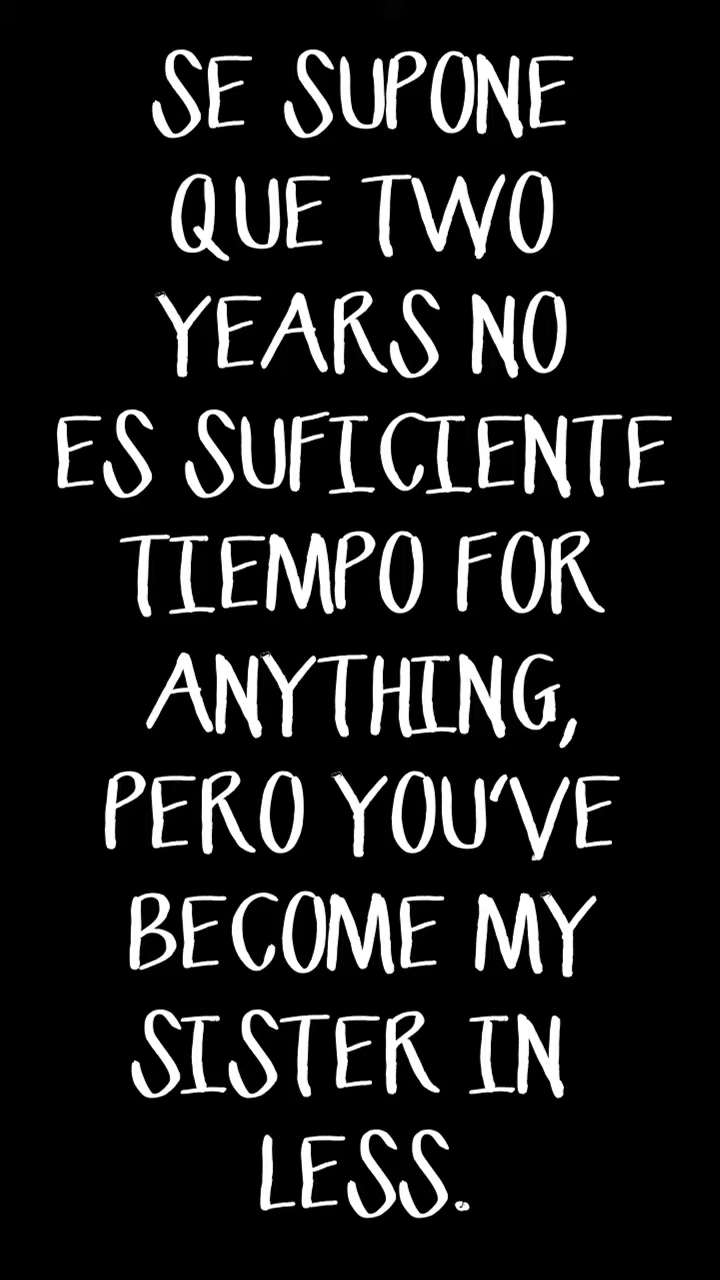 SE SUPONE
QUE TWO
YEARS NO
ES SUFICIENTE
TIEMPO FOR
ANYTHING,
PERO YOU'VE
BECOME MY
SISTER IN
LESS.